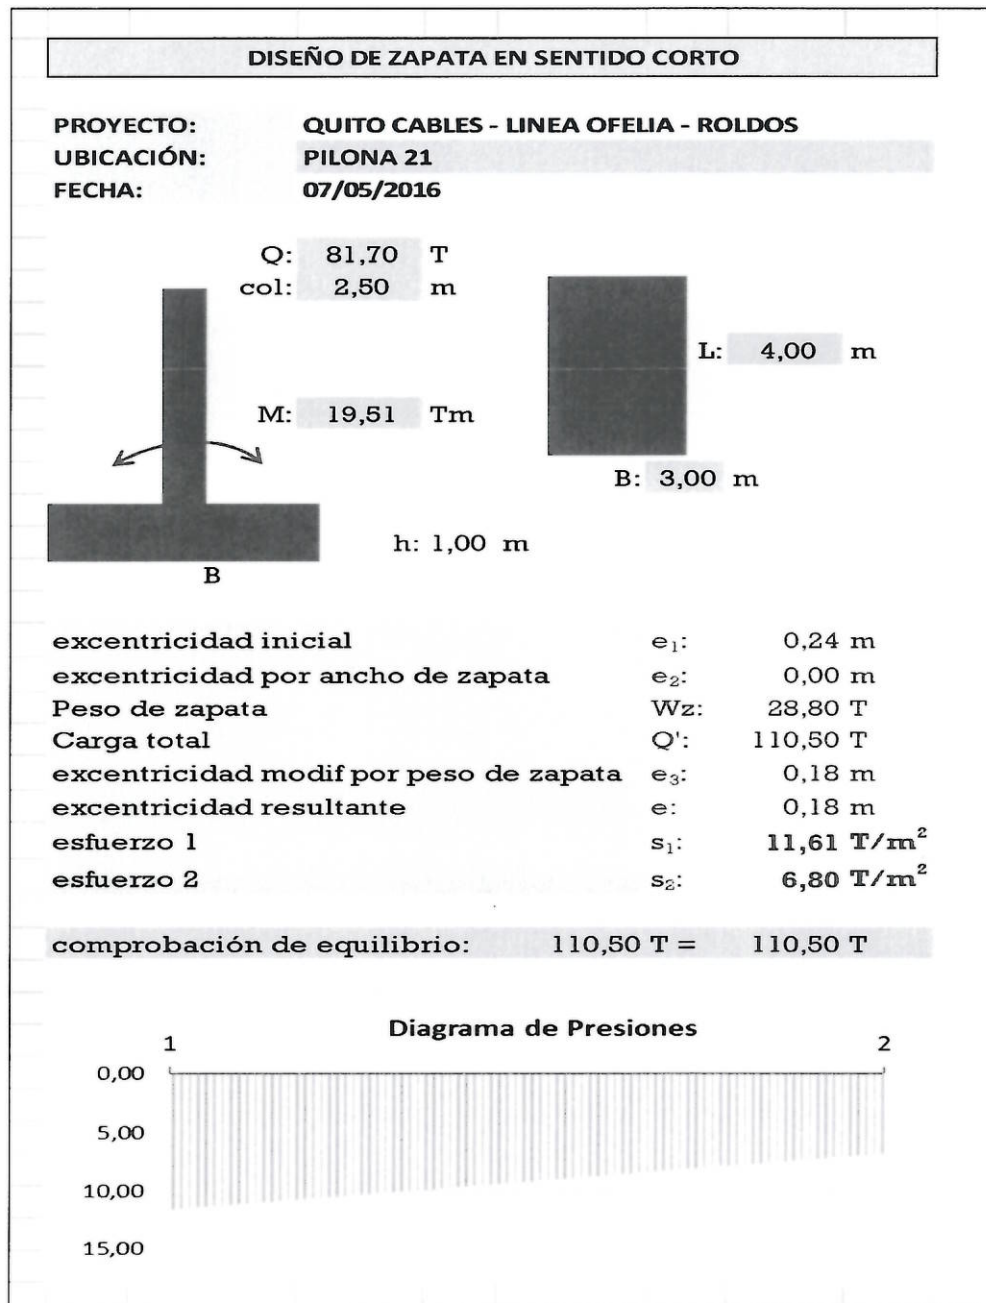 DISEÑO DE ZAPATA EN SENTIDO CORTO
PROYECTO: QUITO CABLES - LINEA OFELIA - ROLDOS
UBICACIÓN: PILONA 21
FECHA: 07/05/2016
Q: 81,70 T
col: 2,50 m
L: 4,00 m
M: 19,51 Tm
B: 3,00 m
h: 1,00 m
B
excentricidad inicial e₁: 0,24 m
excentricidad por ancho de zapata e₂: 0,00 m
Peso de zapata Wz: 28,80 T
Carga total Q': 110,50 T
excentricidad modif por peso de zapata e₃: 0,18 m
excentricidad resultante e: 0,18 m
esfuerzo 1 s₁: 11,61 T/m²
esfuerzo 2 s₂: 6,80 T/m²
comprobación de equilibrio: 110,50 T = 110,50 T
Diagrama de Presiones
1 2
0,00
5,00
10,00
15,00